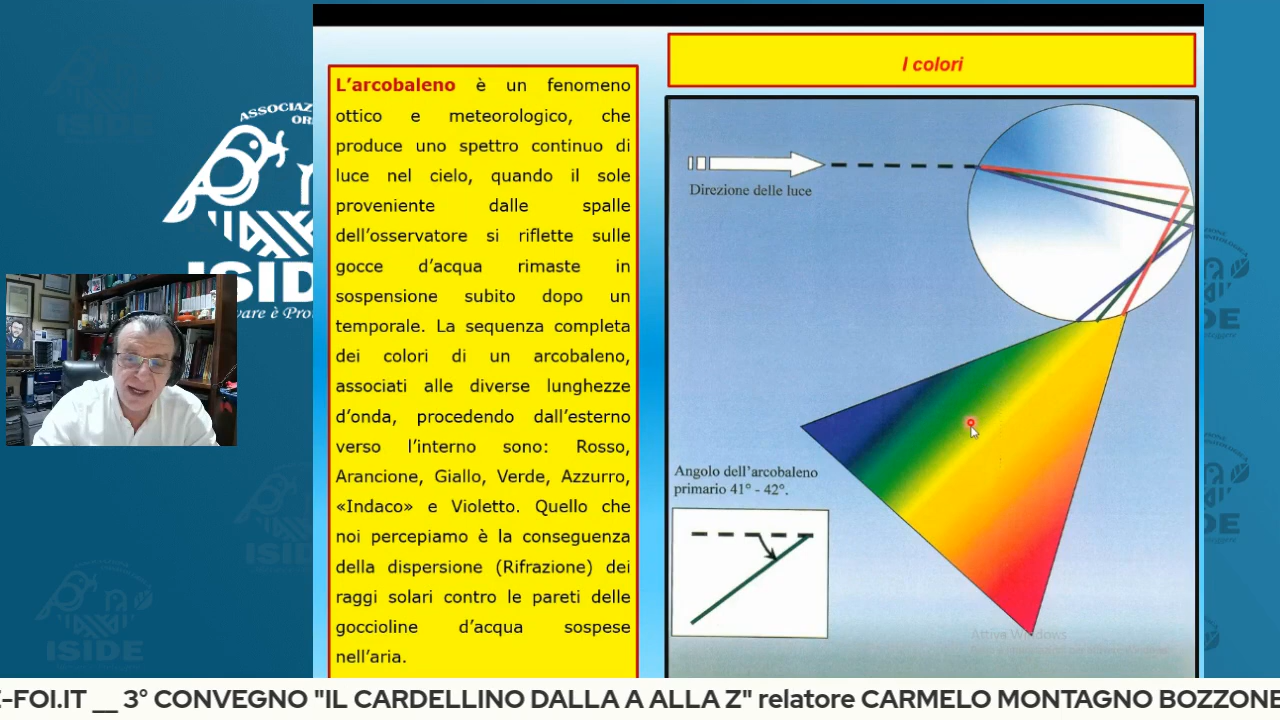 I colori
L'arcobaleno è un fenomeno
ottico e meteorologico, che
produce uno spettro continuo di
luce nel cielo, quando il sole
proveniente dalle spalle
dell'osservatore si riflette sulle
gocce d'acqua rimaste in
sospensione subito dopo un
temporale. La sequenza completa
dei colori di un arcobaleno,
associati alle diverse lunghezze
d'onda, procedendo dall'esterno
verso l'interno sono: Rosso,
Arancione, Giallo, Verde, Azzurro,
«Indaco» e Violetto. Quello che
noi percepiamo è la conseguenza
della dispersione (Rifrazione) dei
raggi solari contro le pareti delle
goccioline d'acqua sospese
nell'aria.
Direzione delle luce
Angolo dell'arcobaleno
primario 41° - 42°.
Attiva Windows
ISIDE
E-FOI.IT __ 3° CONVEGNO "IL CARDELLINO DALLA A ALLA Z" relatore CARMELO MONTAGNO BOZZONE